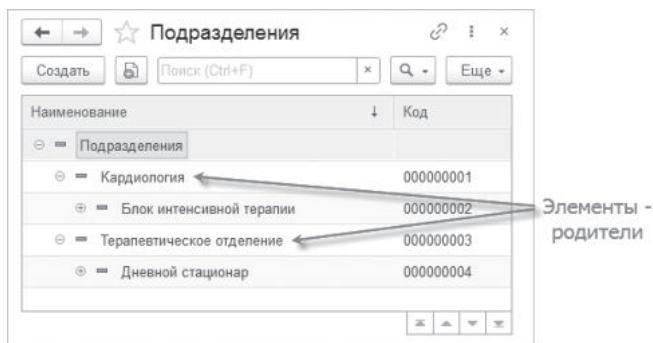 Подразделения
Создать Поиск (Ctrl+F) × Еще
Наименование ↓ Код
Подразделения
Кардиология 000000001
Блок интенсивной терапии 000000002
Терапевтическое отделение 000000003
Дневной стационар 000000004
Элементы -
родители